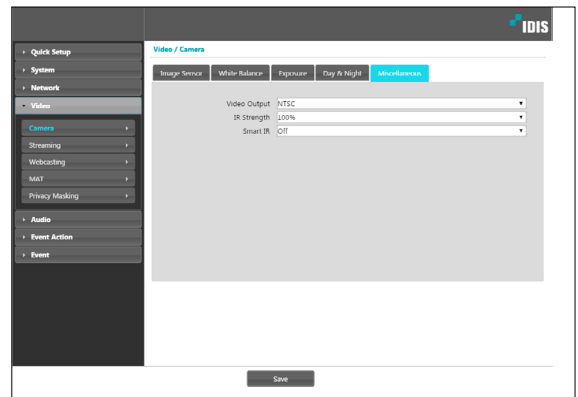 IDIS
Quick Setup
System
Network
Video
Camera
Streaming
Webcasting
MAT
Privacy Masking
Audio
Event Action
Event
Video / Camera
Image Sensor White Balance Exposure Day & Night Miscellaneous
Video Output NTSC
IR Strength 100%
Smart IR Off
Save